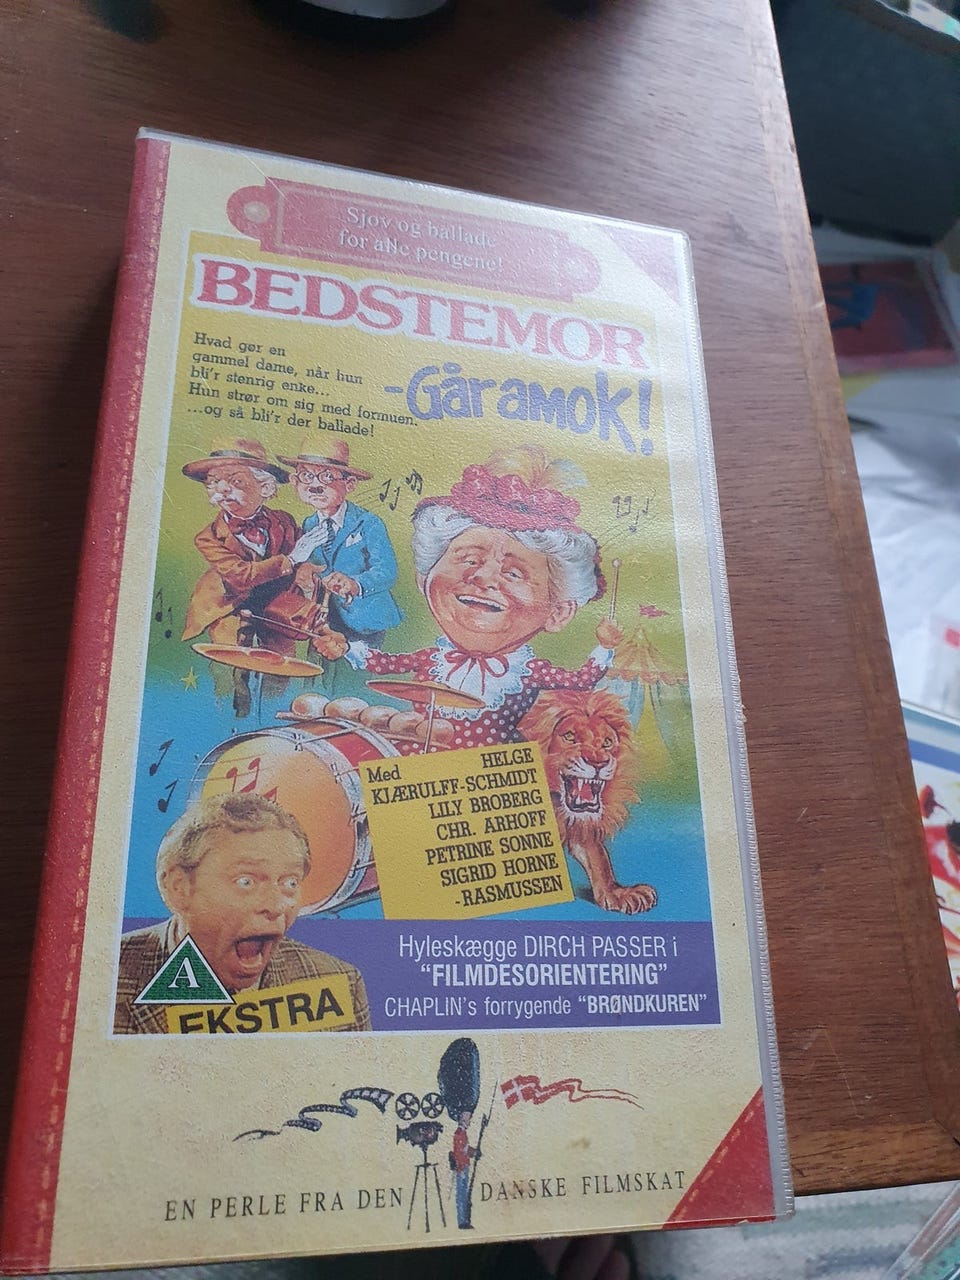 Sjov og ballade
for alle pengene!
BEDSTEMOR
-Går amok!
Hvad gør en
gammel dame, når hun
bli'r stenrig enke...
Hun strør om sig med formuen.
...og så bli'r der ballade!
Med HELGE
KJÆRULFF-SCHMIDT
LILY BROBERG
CHR. ARHOFF
PETRINE SONNE
SIGRID HORNE
-RASMUSSEN
Hyleskægge DIRCH PASSER i
"FILMDESORIENTERING"
CHAPLIN's forrygende "BRØNDKUREN"
A
EKSTRA
EN PERLE FRA DEN DANSKE FILMSKAT